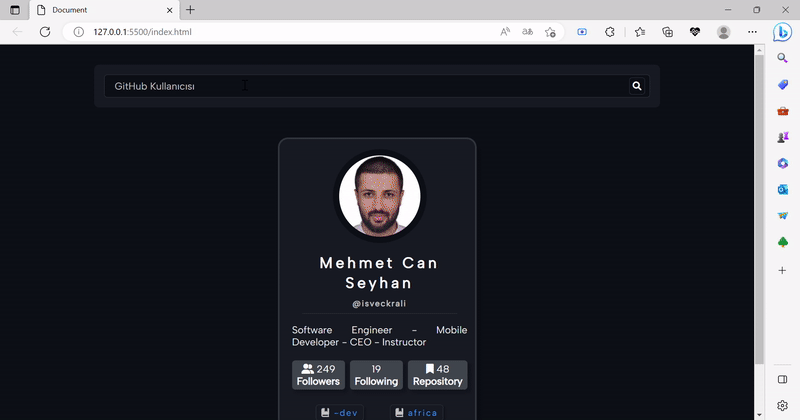 Document
127.0.0.1:5500/index.html
GitHub Kullanıcısı
Mehmet Can
Seyhan
@isveckrali
Software Engineer - Mobile
Developer - CEO - Instructor
249 Followers
19 Following
48 Repository
-dev
africa